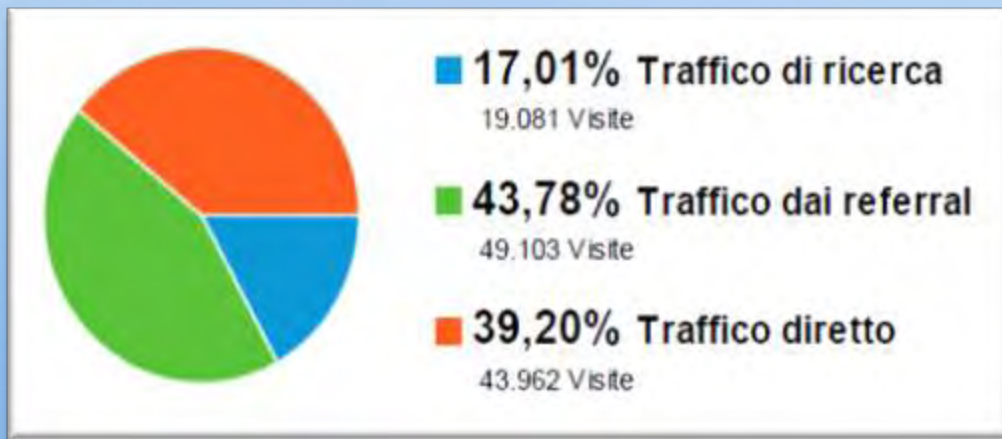 17,01% Traffico di ricerca
19.081 Visite
43,78% Traffico dai referral
49.103 Visite
39,20% Traffico diretto
43.962 Visite